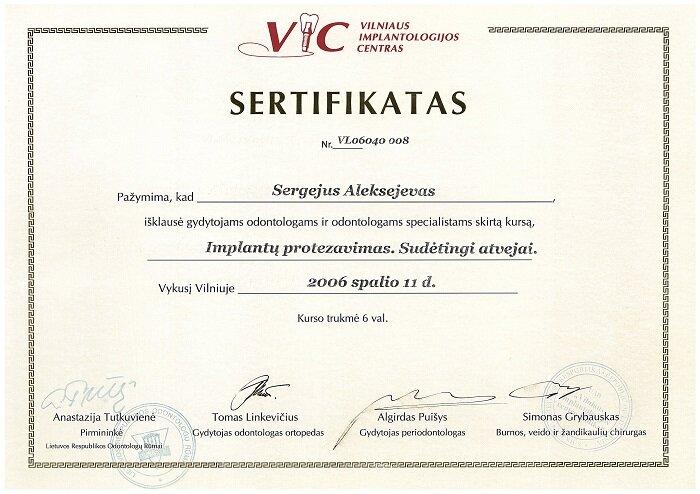 VIC VILNIAUS
IMPLANTOLOGIJOS
CENTRAS
SERTIFIKATAS
Nr. VL06040 008
Pažymima, kad Sergejus Aleksejevas,
išklausė gydytojams odontologams ir odontologams specialistams skirtą kursą,
Implantų protezavimas. Sudėtingi atvejai.
Vykusį Vilniuje 2006 spalio 11 d.
Kurso trukmė 6 val.
Anastazija Tutkuvienė
Pirmininkė
Lietuvos Respublikos Odontologų Rūmai
Tomas Linkevičius
Gydytojas odontologas ortopedas
Algirdas Puišys
Gydytojas periodontologas
Simonas Grybauskas
Burnos, veido ir žandikaulių chirurgas